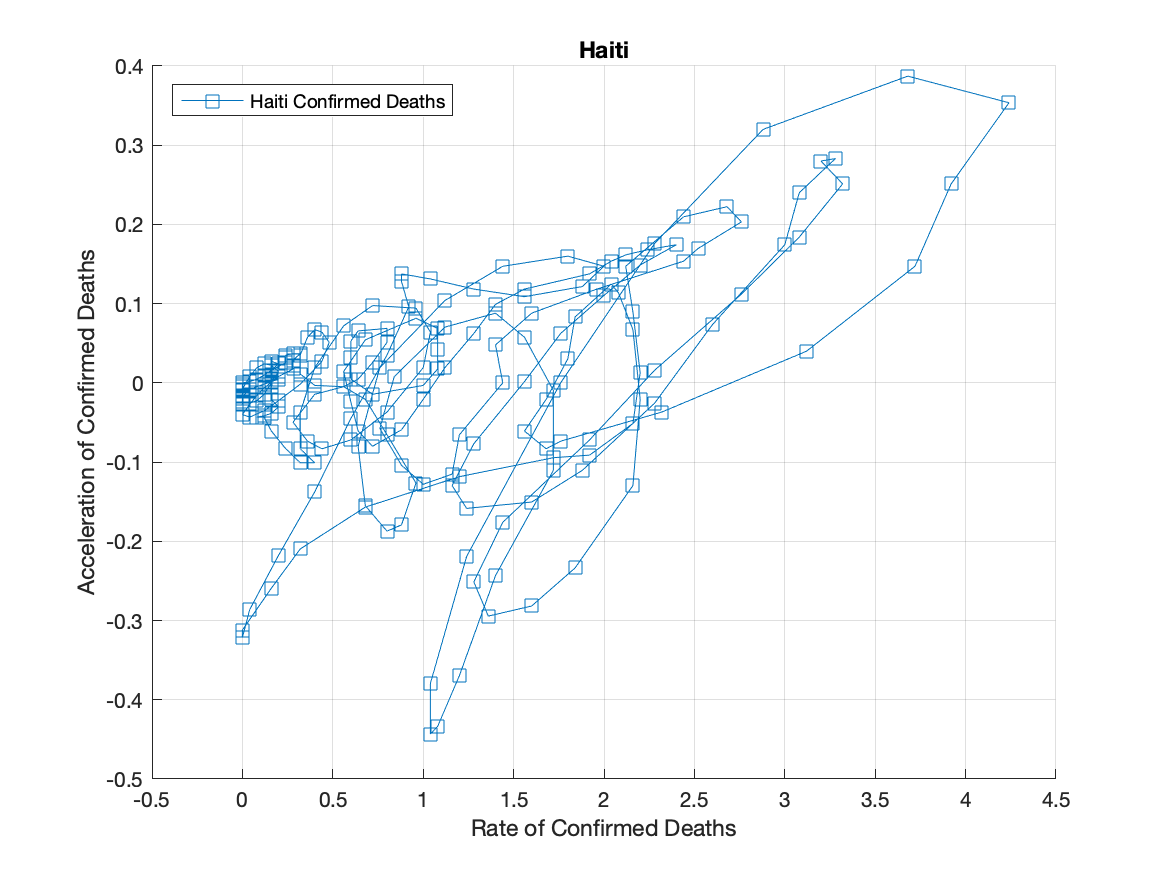 Haiti
Haiti Confirmed Deaths
Acceleration of Confirmed Deaths
0.4
0.3
0.2
0.1
0
-0.1
-0.2
-0.3
-0.4
-0.5
-0.5 0 0.5 1 1.5 2 2.5 3 3.5 4 4.5
Rate of Confirmed Deaths